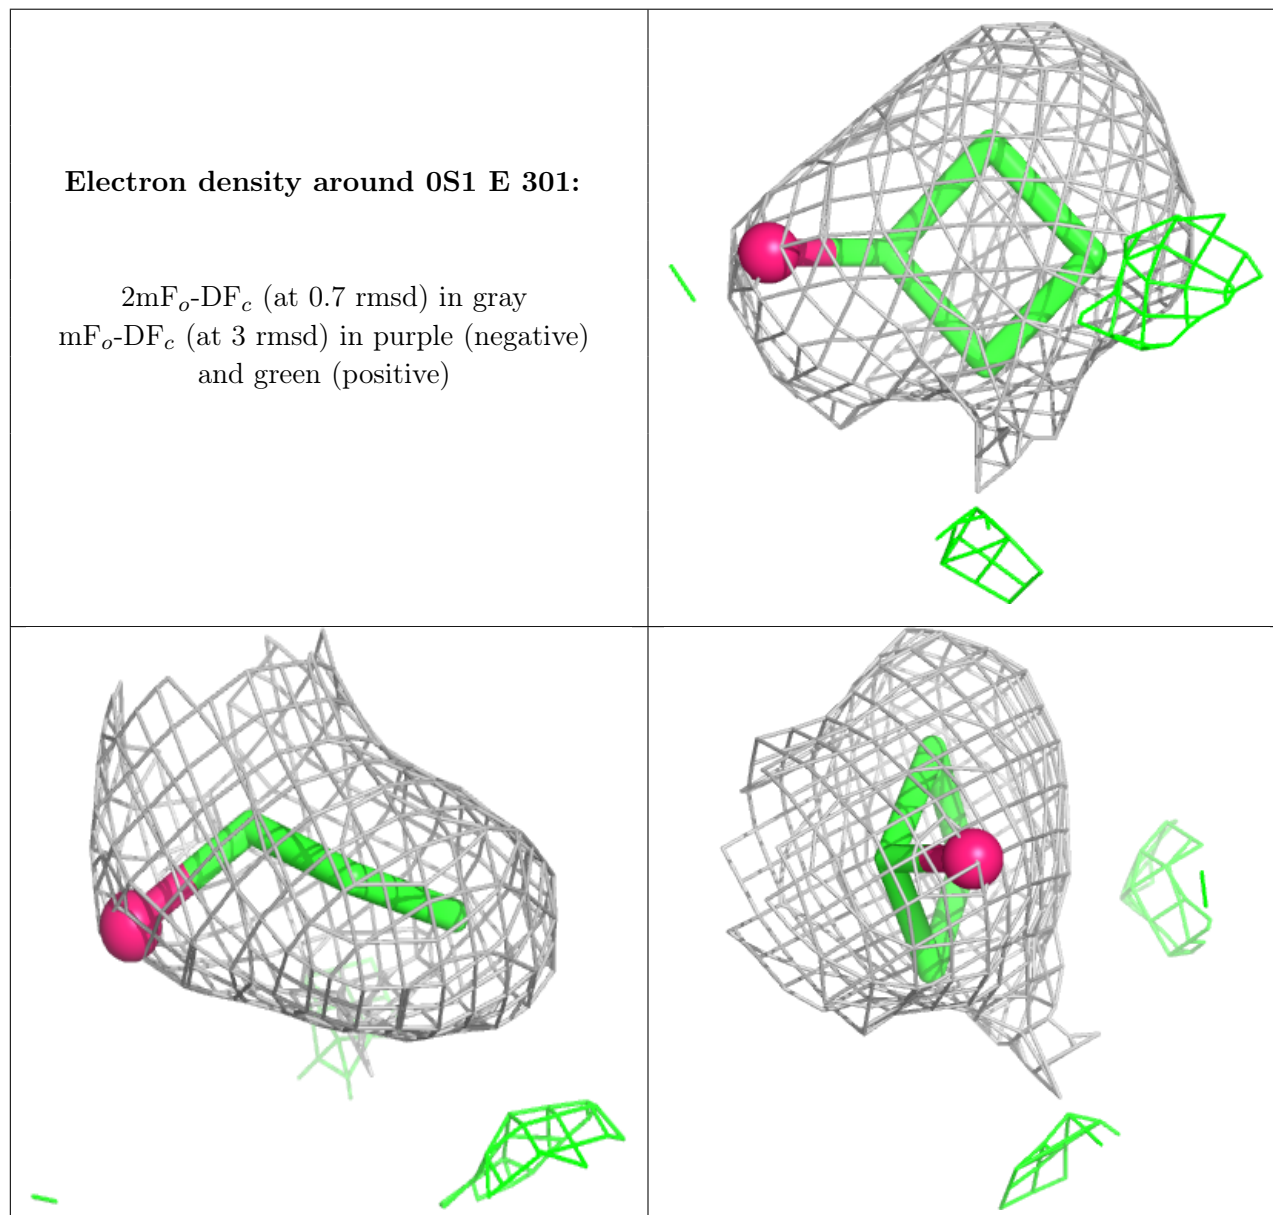 Electron density around 0S1 E 301:
2mFo-DFc (at 0.7 rmsd) in gray
mFo-DFc (at 3 rmsd) in purple (negative)
and green (positive)